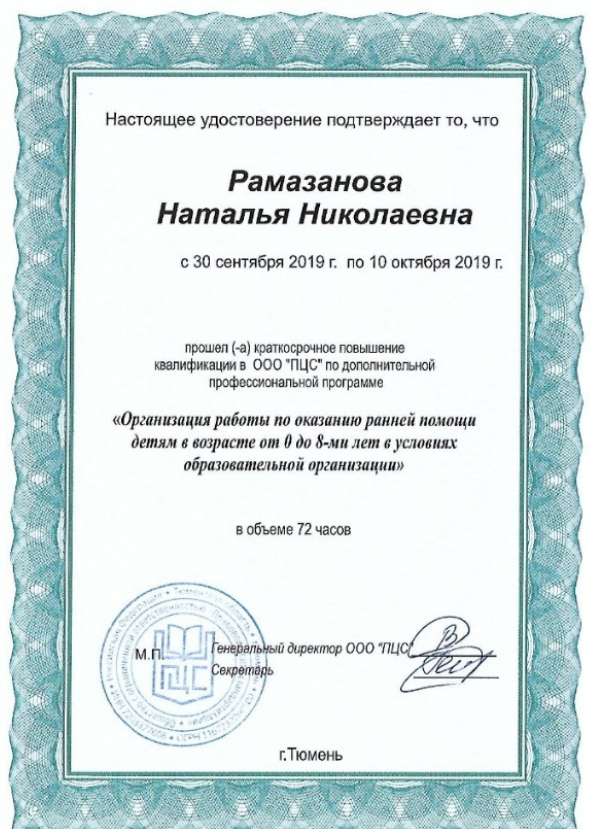 Настоящее удостоверение подтверждает то, что
Рамазанова
Наталья Николаевна
с 30 сентября 2019 г. по 10 октября 2019 г.
прошел (-а) краткосрочное повышение
квалификации в ООО "ПЦС" по дополнительной
профессиональной программе
«Организация работы по оказанию ранней помощи
детям в возрасте от 0 до 8-ми лет в условиях
образовательной организации»
в объеме 72 часов
М.П.
Генеральный директор ООО "ПЦС"
Секретарь
ПЦС
г.Тюмень